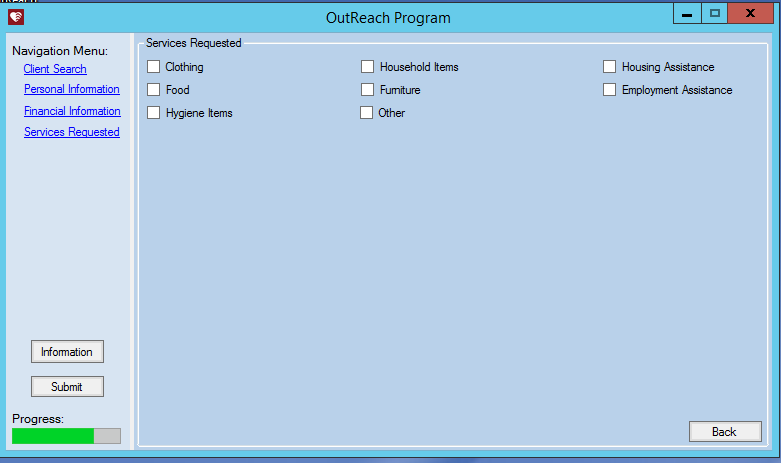 OutReach Program
X
Navigation Menu:
Client Search
Personal Information
Financial Information
Services Requested
Information
Submit
Progress:
Services Requested
Clothing
Household Items
Housing Assistance
Food
Furniture
Employment Assistance
Hygiene Items
Other
Back